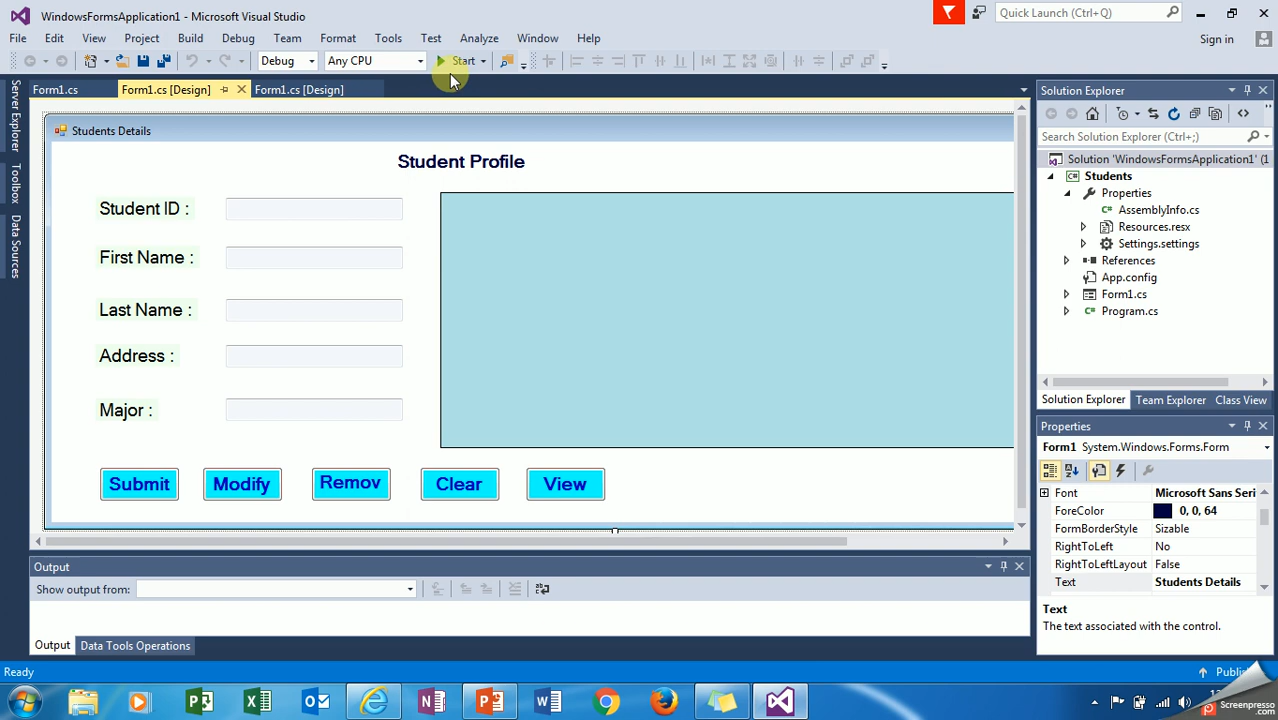 WindowsFormsApplication1 - Microsoft Visual Studio
Quick Launch (Ctrl+Q)
File Edit View Project Build Debug Team Format Tools Test Analyze Window Help
Sign in
Debug Any CPU Start
Form1.cs Form1.cs [Design] Form1.cs [Design]
Server Explorer
Toolbox
Data Sources
Students Details
Student Profile
Student ID :
First Name :
Last Name :
Address :
Major :
Submit Modify Remov Clear View
Output
Show output from:
Output Data Tools Operations
Solution Explorer
Search Solution Explorer (Ctrl+;)
Solution 'WindowsFormsApplication1' (1
Students
Properties
AssemblyInfo.cs
Resources.resx
Settings.settings
References
App.config
Form1.cs
Program.cs
Solution Explorer Team Explorer Class View
Properties
Form1 System.Windows.Forms.Form
Font Microsoft Sans Seri
ForeColor 0, 0, 64
FormBorderStyle Sizable
RightToLeft No
RightToLeftLayout False
Text Students Details
Text
The text associated with the control.
Ready
Publi
Screenpresso
.com